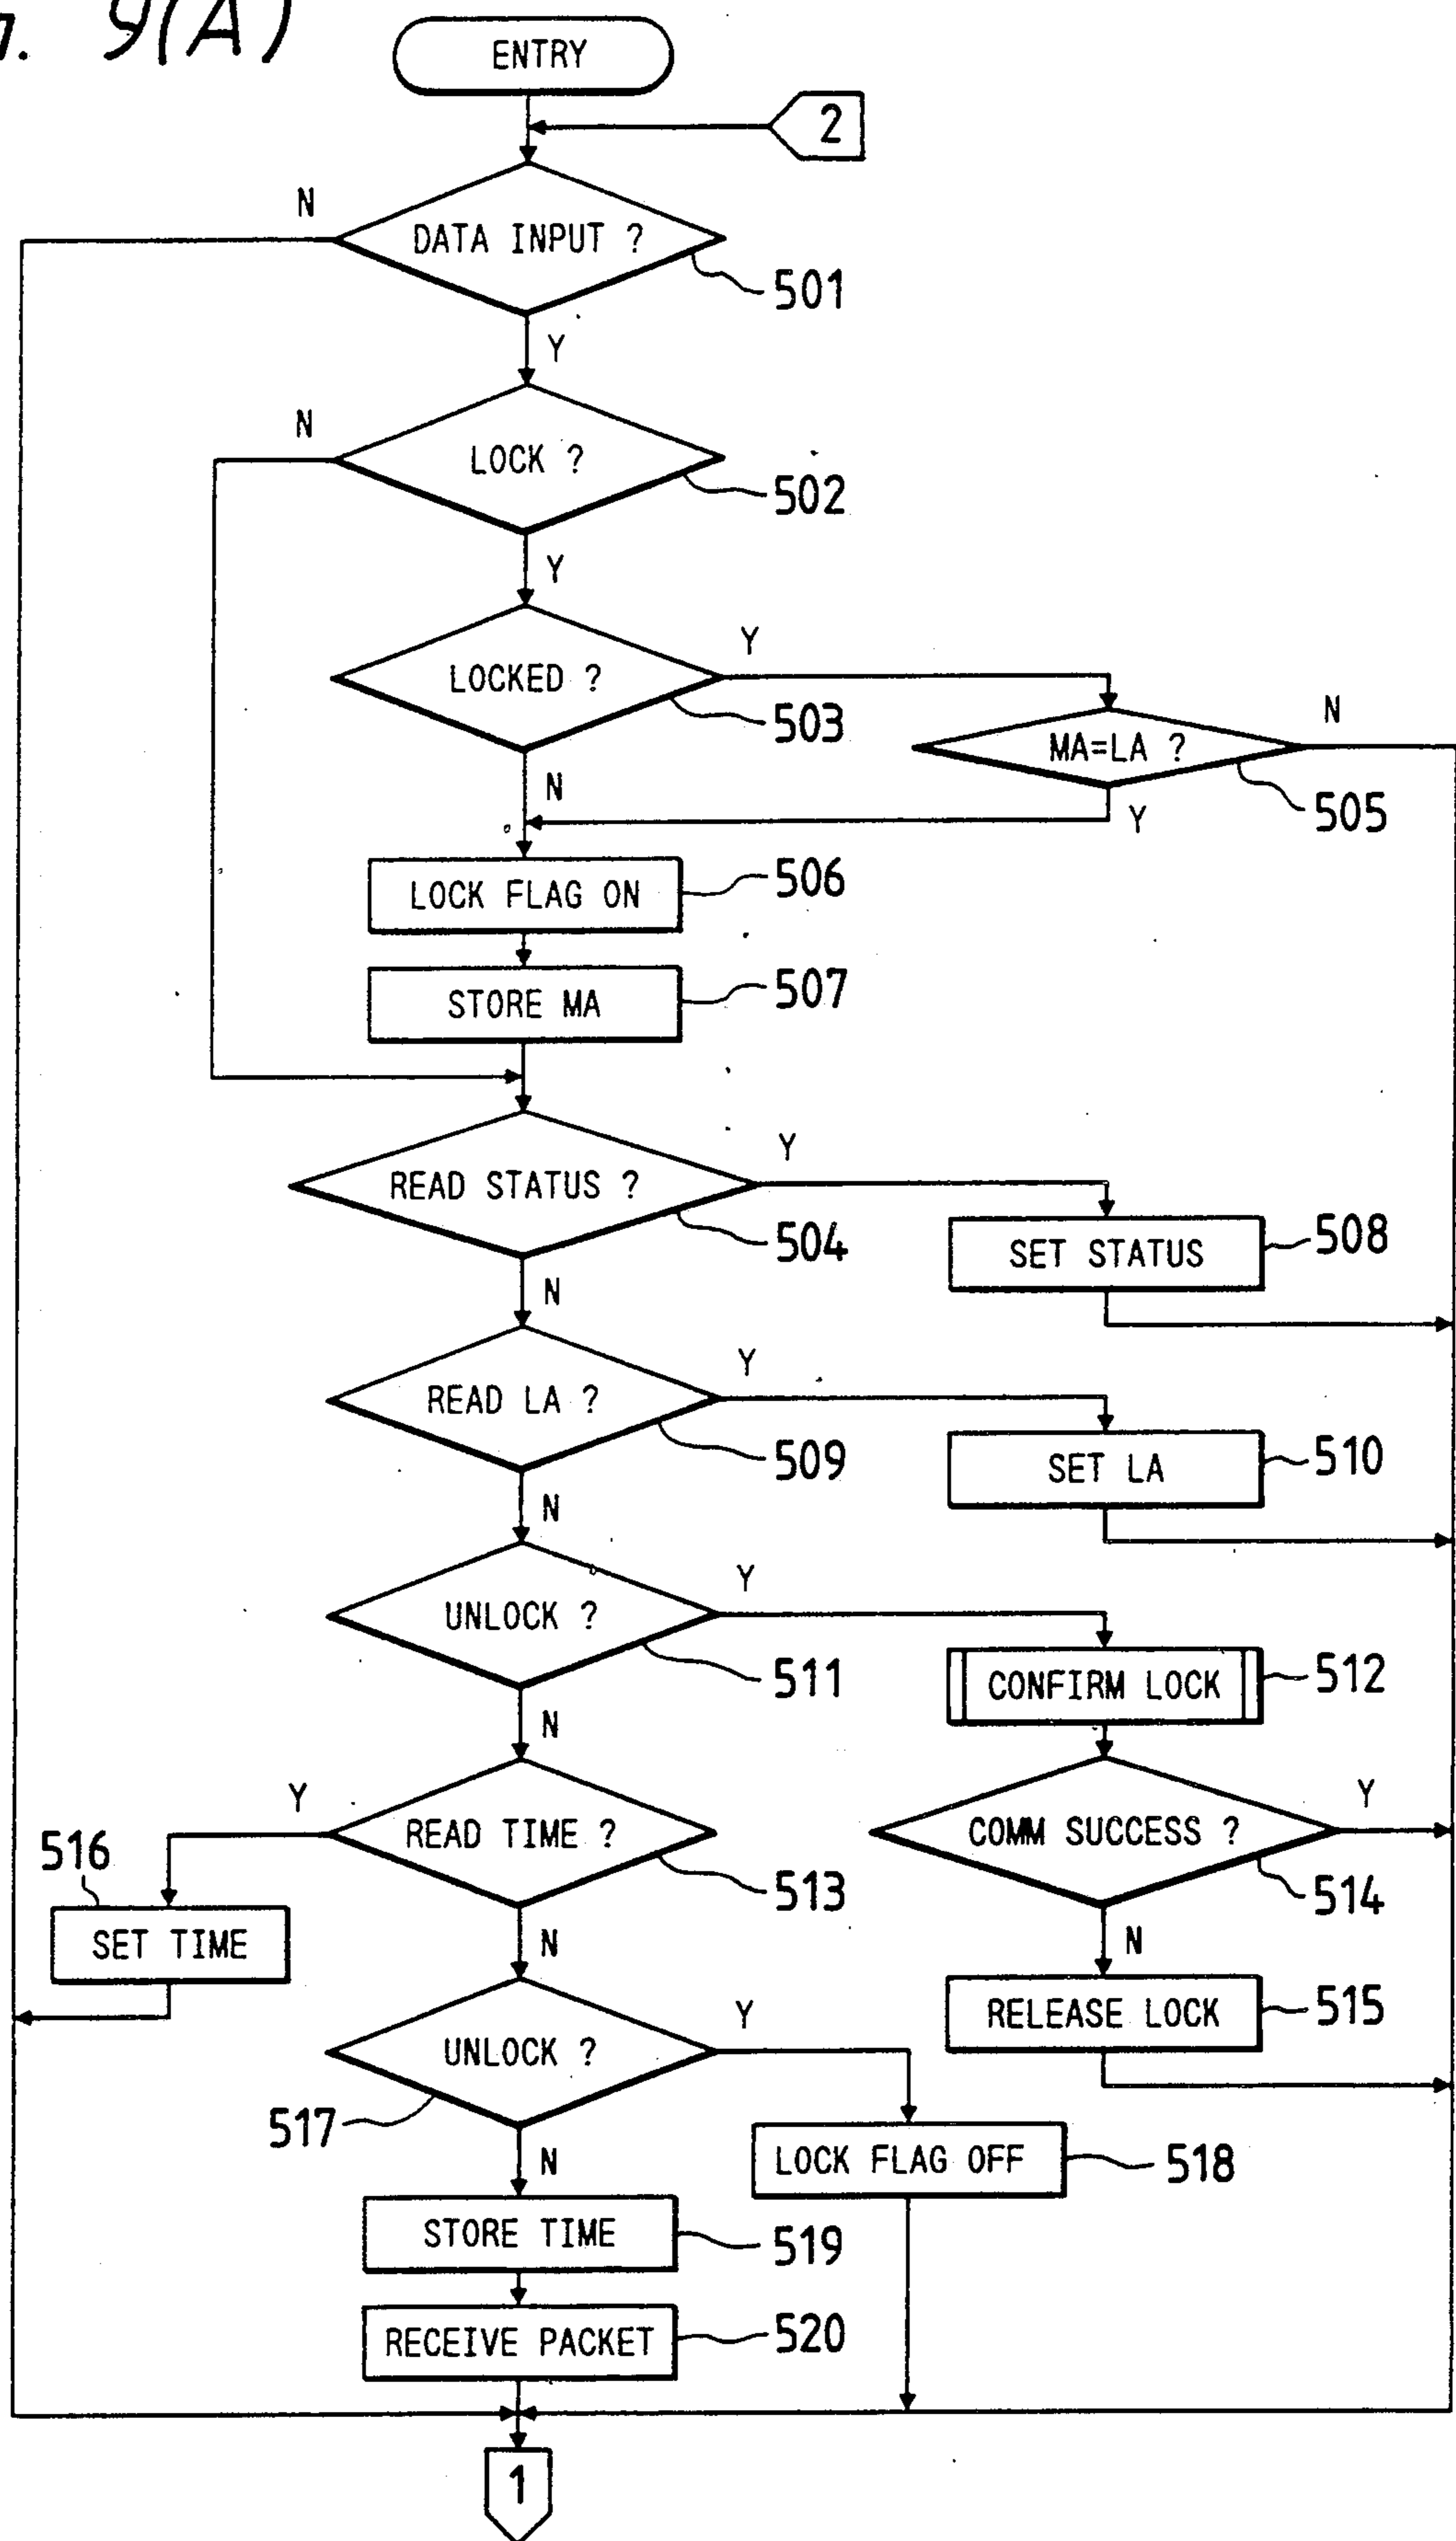 9(A)
ENTRY
2
N
DATA INPUT ?
501
Y
N
LOCK ?
502
Y
LOCKED ?
Y
503
MA=LA ?
N
505
N
Y
LOCK FLAG ON
506
STORE MA
507
READ STATUS ?
Y
504
SET STATUS
508
N
READ LA ?
Y
509
SET LA
510
N
UNLOCK ?
Y
511
CONFIRM LOCK
512
N
Y
READ TIME ?
513
COMM SUCCESS ?
Y
514
516
SET TIME
N
N
RELEASE LOCK
515
UNLOCK ?
Y
517
LOCK FLAG OFF
518
N
STORE TIME
519
RECEIVE PACKET
520
1